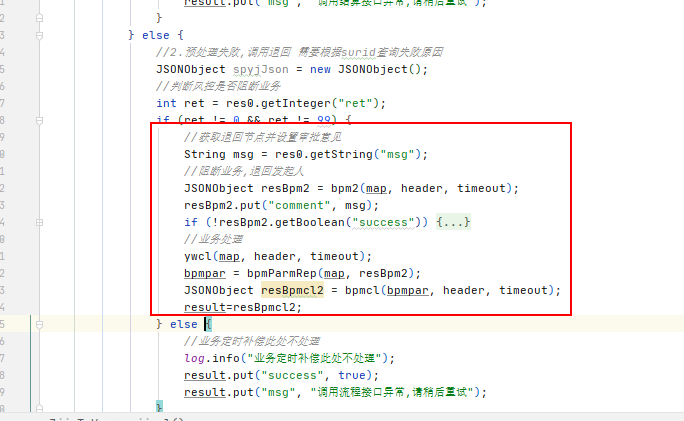 result.put("msg", "调用结算接口异常,请稍后重试");
}
} else {
//2.预处理失败,调用退回 需要根据surid查询失败原因
JSONObject spyjJson = new JSONObject();
//判断风控是否阻断业务
int ret = res0.getInteger("ret");
if (ret != 0 && ret != 99) {
//获取退回节点并设置审批意见
String msg = res0.getString("msg");
//阻断业务,退回发起人
JSONObject resBpm2 = bpm2(map, header, timeout);
resBpm2.put("comment", msg);
if (!resBpm2.getBoolean("success")) {...}
//业务处理
ywcl(map, header, timeout);
bpmpar = bpmParmRep(map, resBpm2);
JSONObject resBpmcl2 = bpmcl(bpmpar, header, timeout);
result=resBpmcl2;
} else {
//业务定时补偿此处不处理
log.info("业务定时补偿此处不处理");
result.put("success", true);
result.put("msg", "调用流程接口异常,请稍后重试");
}